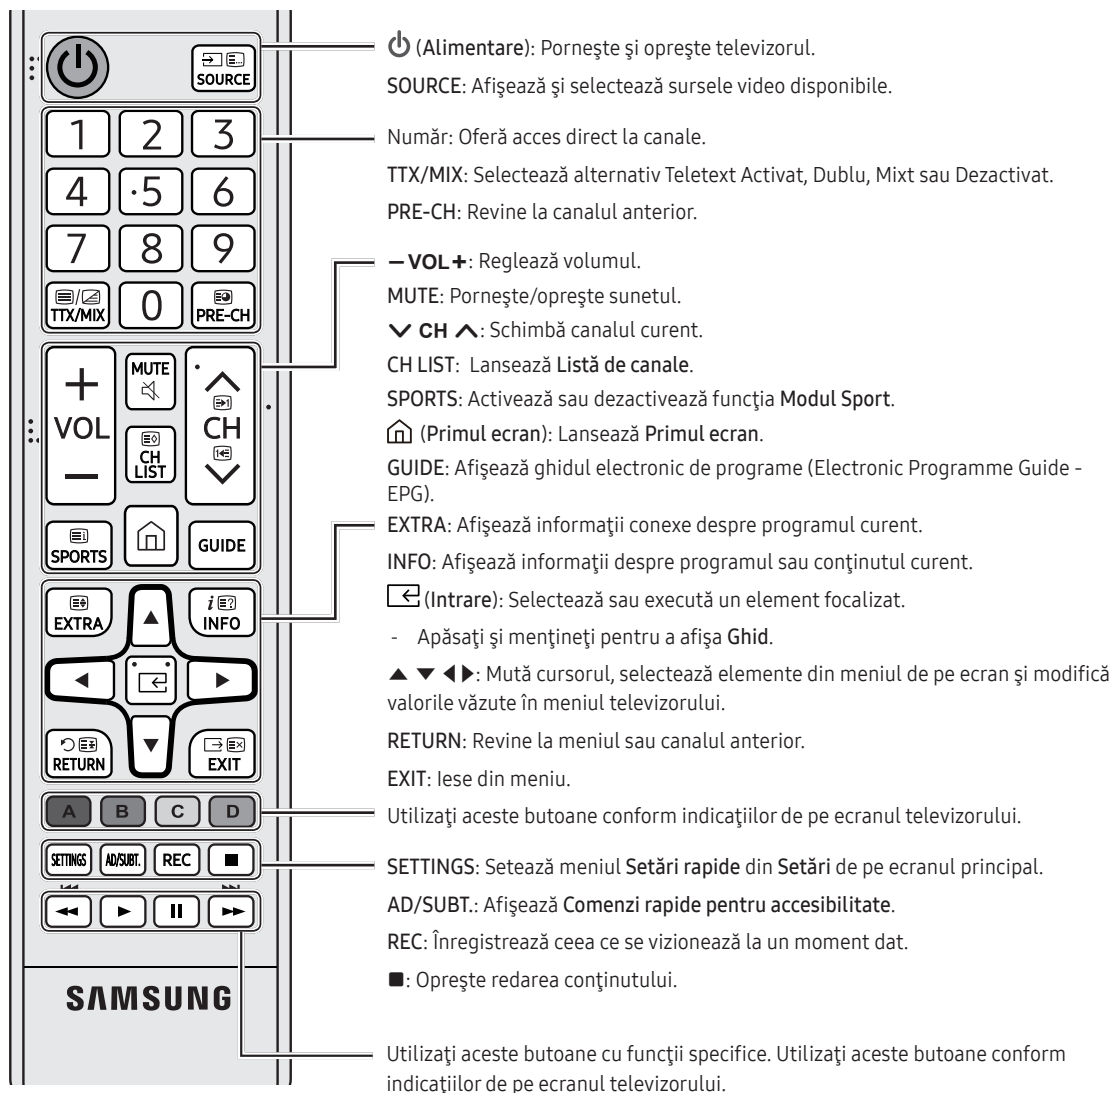 SOURCE
1 2 3
4 ·5 6
7 8 9
TTX/MIX 0 PRE-CH
+ VOL −
MUTE
CH LIST
CH
SPORTS
GUIDE
EXTRA
INFO
RETURN
EXIT
A B C D
SETTINGS AD/SUBT. REC
SAMSUNG
(Alimentare): Porneşte şi opreşte televizorul.
SOURCE: Afişează şi selectează sursele video disponibile.
Număr: Oferă acces direct la canale.
TTX/MIX: Selectează alternativ Teletext Activat, Dublu, Mixt sau Dezactivat.
PRE-CH: Revine la canalul anterior.
− VOL +: Reglează volumul.
MUTE: Porneşte/opreşte sunetul.
CH : Schimbă canalul curent.
CH LIST: Lansează Listă de canale.
SPORTS: Activează sau dezactivează funcţia Modul Sport.
(Primul ecran): Lansează Primul ecran.
GUIDE: Afişează ghidul electronic de programe (Electronic Programme Guide -
EPG).
EXTRA: Afişează informaţii conexe despre programul curent.
INFO: Afişează informaţii despre programul sau conţinutul curent.
(Intrare): Selectează sau execută un element focalizat.
- Apăsaţi şi menţineţi pentru a afişa Ghid.
▲ ▼ ◀ ▶: Mută cursorul, selectează elemente din meniul de pe ecran şi modifică
valorile văzute în meniul televizorului.
RETURN: Revine la meniul sau canalul anterior.
EXIT: Iese din meniu.
Utilizaţi aceste butoane conform indicaţiilor de pe ecranul televizorului.
SETTINGS: Setează meniul Setări rapide din Setări de pe ecranul principal.
AD/SUBT.: Afişează Comenzi rapide pentru accesibilitate.
REC: Înregistrează ceea ce se vizionează la un moment dat.
■: Opreşte redarea conţinutului.
Utilizaţi aceste butoane cu funcţii specifice. Utilizaţi aceste butoane conform
indicaţiilor de pe ecranul televizorului.